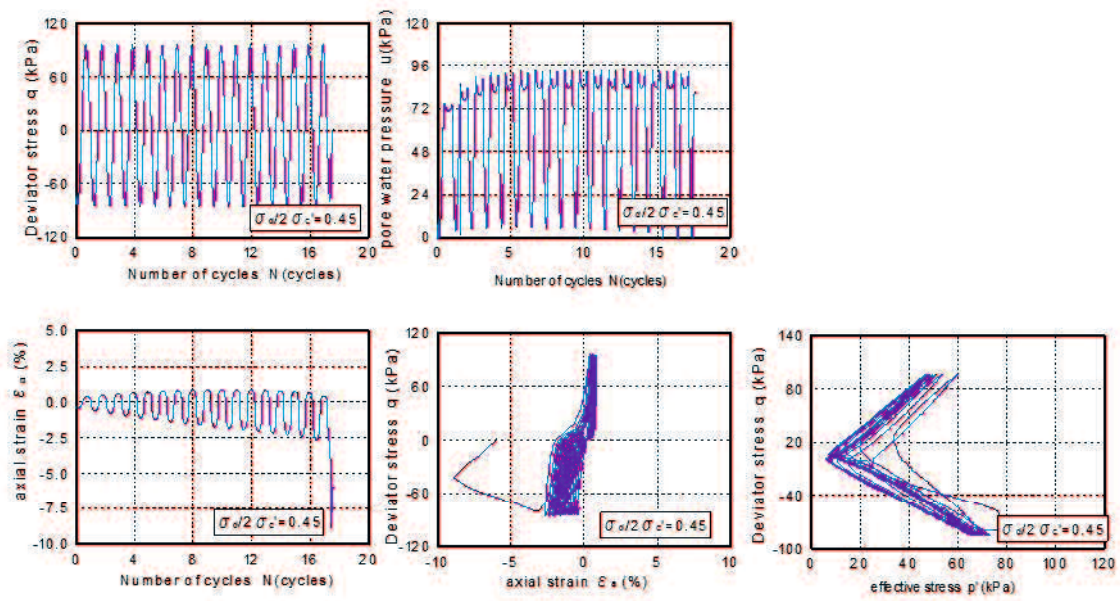 120
60
0
-60
-120
Deviator stress q (kPa)
σd/2σc'=0.45
0 4 8 12 16 20
Number of cycles N(cycles)
120
96
72
48
24
0
pore water pressure u(kPa)
σd/2σc'=0.45
0 5 10 15 20
Number of cycles N(cycles)
5.0
2.5
0.0
-2.5
-5.0
-7.5
-10.0
axial strain εa (%)
σd/2σc'=0.45
0 4 8 12 16 20
Number of cycles N(cycles)
120
60
0
-60
-120
Deviator stress q (kPa)
σd/2σc'=0.45
-10 -5 0 5 10
axial strain εa (%)
140
80
20
-40
-100
Deviator stress q (kPa)
σd/2σc'=0.45
0 20 40 60 80 100 120
effective stress p'(kPa)